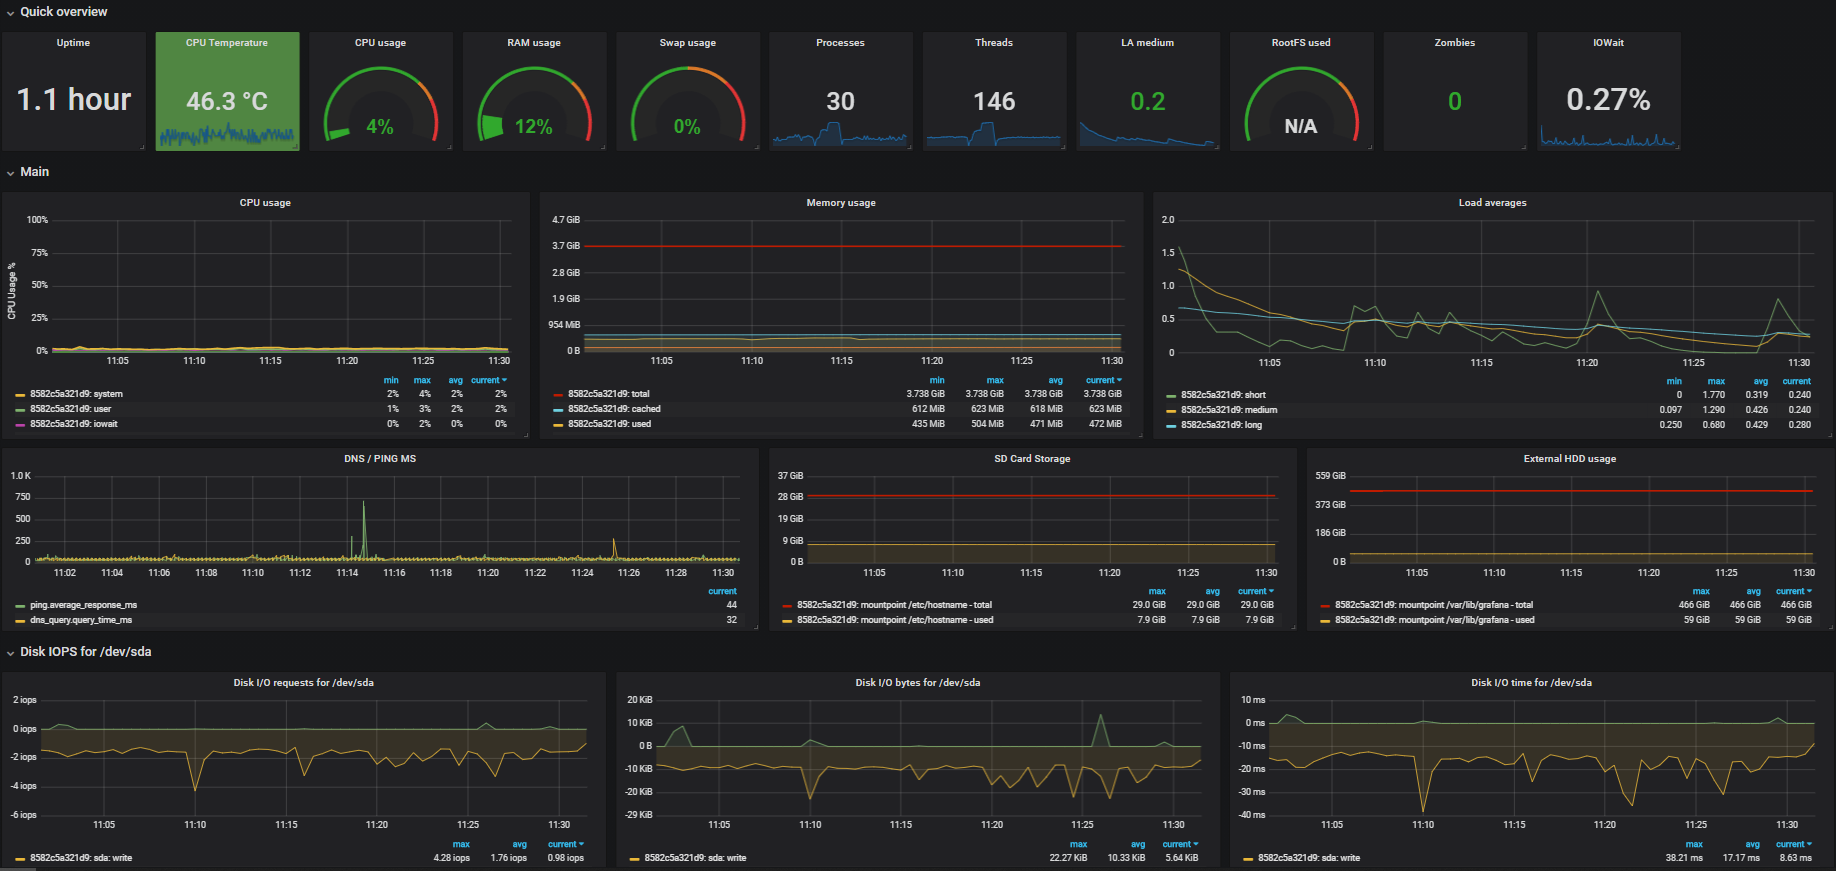 Quick overview
Uptime
CPU Temperature
CPU usage
RAM usage
Swap usage
Processes
Threads
LA medium
RootFS used
Zombies
IOWait
1.1 hour
46.3 °C
4%
12%
0%
30
146
0.2
N/A
0
0.27%
Main
CPU usage
CPU Usage %
100%
75%
50%
25%
0%
11:05 11:10 11:15 11:20 11:25 11:30
min max avg current
8582c5a321d9: system 2% 4% 2% 2%
8582c5a321d9: user 1% 3% 2% 2%
8582c5a321d9: iowait 0% 2% 0% 0%
Memory usage
4.7 GiB
3.7 GiB
2.8 GiB
1.9 GiB
954 MiB
0 B
11:05 11:10 11:15 11:20 11:25 11:30
min max avg current
8582c5a321d9: total 3.738 GiB 3.738 GiB 3.738 GiB 3.738 GiB
8582c5a321d9: cached 612 MiB 623 MiB 618 MiB 623 MiB
8582c5a321d9: used 435 MiB 504 MiB 471 MiB 472 MiB
Load averages
2.0
1.5
1.0
0.5
0
11:05 11:10 11:15 11:20 11:25 11:30
min max avg current
8582c5a321d9: short 0 1.770 0.319 0.240
8582c5a321d9: medium 0.097 1.290 0.426 0.240
8582c5a321d9: long 0.250 0.680 0.429 0.280
DNS / PING MS
1.0 K
750
500
250
0
11:02 11:04 11:06 11:08 11:10 11:12 11:14 11:16 11:18 11:20 11:22 11:24 11:26 11:28 11:30
current
ping.average_response_ms 44
dns_query.query_time_ms 32
SD Card Storage
37 GiB
28 GiB
19 GiB
9 GiB
0 B
11:05 11:10 11:15 11:20 11:25 11:30
max avg current
8582c5a321d9: mountpoint /etc/hostname - total 29.0 GiB 29.0 GiB 29.0 GiB
8582c5a321d9: mountpoint /etc/hostname - used 7.9 GiB 7.9 GiB 7.9 GiB
External HDD usage
559 GiB
373 GiB
186 GiB
0 B
11:05 11:10 11:15 11:20 11:25 11:30
max avg current
8582c5a321d9: mountpoint /var/lib/grafana - total 466 GiB 466 GiB 466 GiB
8582c5a321d9: mountpoint /var/lib/grafana - used 59 GiB 59 GiB 59 GiB
Disk IOPS for /dev/sda
Disk I/O requests for /dev/sda
2 iops
0 iops
-2 iops
-4 iops
-6 iops
11:05 11:10 11:15 11:20 11:25 11:30
max avg current
8582c5a321d9: sda: write 4.28 iops 1.76 iops 0.98 iops
Disk I/O bytes for /dev/sda
20 KiB
10 KiB
0 B
-10 KiB
-20 KiB
-29 KiB
11:05 11:10 11:15 11:20 11:25 11:30
max avg current
8582c5a321d9: sda: write 22.27 KiB 10.33 KiB 5.64 KiB
Disk I/O time for /dev/sda
10 ms
0 ms
-10 ms
-20 ms
-30 ms
-40 ms
11:05 11:10 11:15 11:20 11:25 11:30
max avg current
8582c5a321d9: sda: write 38.21 ms 17.17 ms 8.63 ms